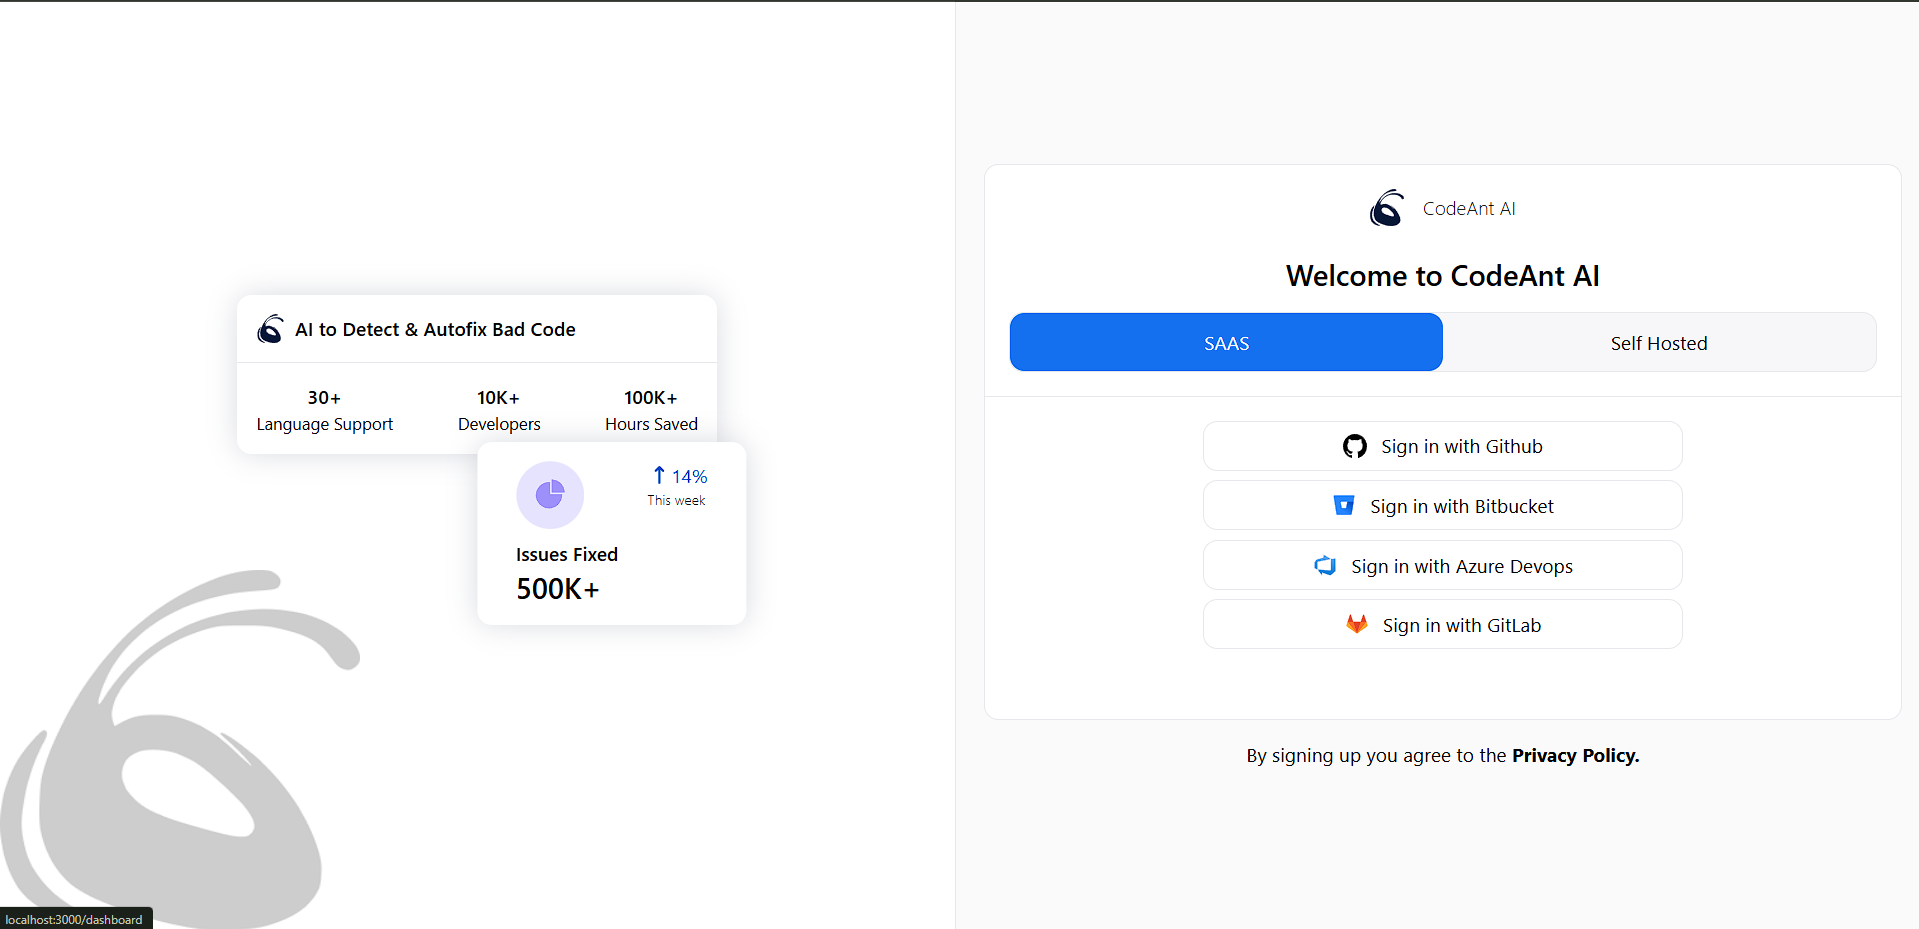 AI to Detect & Autofix Bad Code
30+
Language Support
10K+
Developers
100K+
Hours Saved
↑ 14%
This week
Issues Fixed
500K+
localhost:3000/dashboard
CodeAnt AI
Welcome to CodeAnt AI
SAAS
Self Hosted
Sign in with Github
Sign in with Bitbucket
Sign in with Azure Devops
Sign in with GitLab
By signing up you agree to the Privacy Policy.